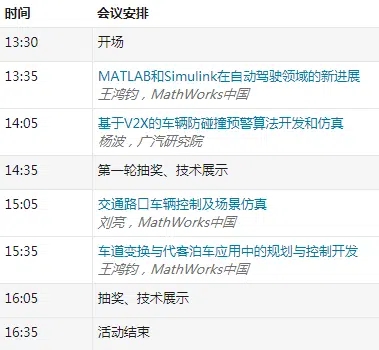 时间 会议安排
13:30 开场
13:35 MATLAB和Simulink在自动驾驶领域的新进展
王鸿钧，MathWorks中国
14:05 基于V2X的车辆防碰撞预警算法开发和仿真
杨波，广汽研究院
14:35 第一轮抽奖、技术展示
15:05 交通路口车辆控制及场景仿真
刘亮，MathWorks中国
15:35 车道变换与代客泊车应用中的规划与控制开发
王鸿钧，MathWorks中国
16:05 抽奖、技术展示
16:35 活动结束